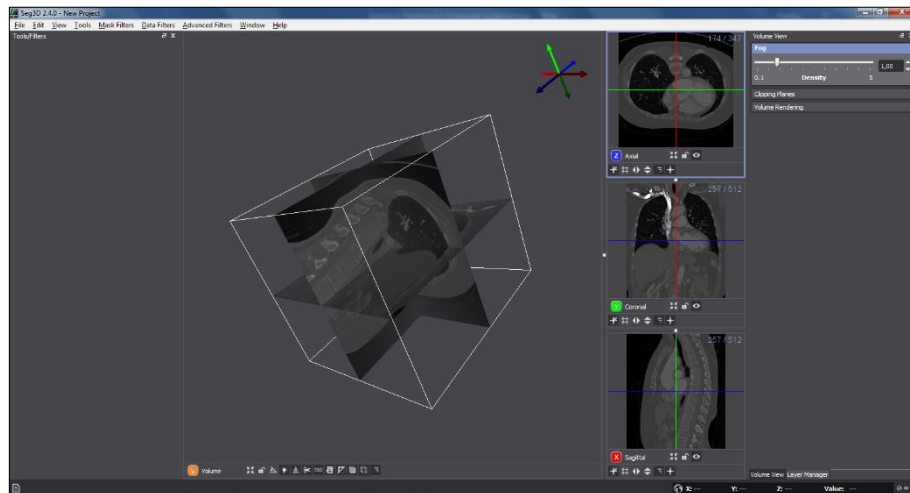 Seg3D 2.4.0 - New Project
File Edit View Tools Mask Filters Data Filters Advanced Filters Window Help
Tools/Filters
174 / 347
Z Axial
257 / 512
Y Coronal
257 / 512
X Sagittal
Volume
Volume View
Fog
1,00
0.1 Density 5
Clipping Planes
Volume Rendering
Volume View Layer Manager
X: --- Y: --- Z: --- Value: ---